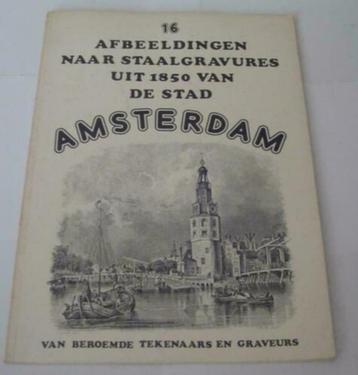 16
AFBEELDINGEN
NAAR STAALGRAVURES
UIT 1850 VAN
DE STAD
AMSTERDAM
VAN BEROEMDE TEKENAARS EN GRAVEURS